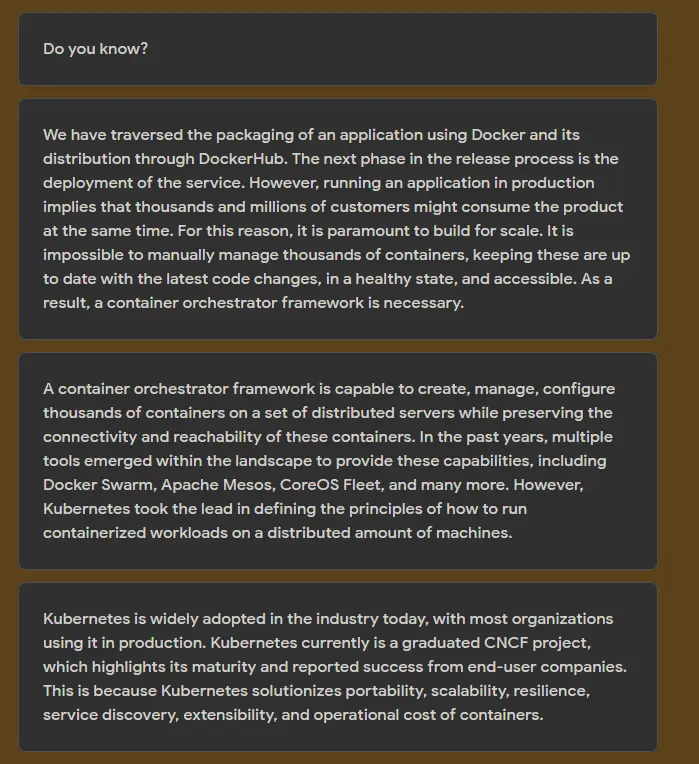 Do you know?
We have traversed the packaging of an application using Docker and its
distribution through DockerHub. The next phase in the release process is the
deployment of the service. However, running an application in production
implies that thousands and millions of customers might consume the product
at the same time. For this reason, it is paramount to build for scale. It is
impossible to manually manage thousands of containers, keeping these are up
to date with the latest code changes, in a healthy state, and accessible. As a
result, a container orchestrator framework is necessary.
A container orchestrator framework is capable to create, manage, configure
thousands of containers on a set of distributed servers while preserving the
connectivity and reachability of these containers. In the past years, multiple
tools emerged within the landscape to provide these capabilities, including
Docker Swarm, Apache Mesos, CoreOS Fleet, and many more. However,
Kubernetes took the lead in defining the principles of how to run
containerized workloads on a distributed amount of machines.
Kubernetes is widely adopted in the industry today, with most organizations
using it in production. Kubernetes currently is a graduated CNCF project,
which highlights its maturity and reported success from end-user companies.
This is because Kubernetes solutionizes portability, scalability, resilience,
service discovery, extensibility, and operational cost of containers.